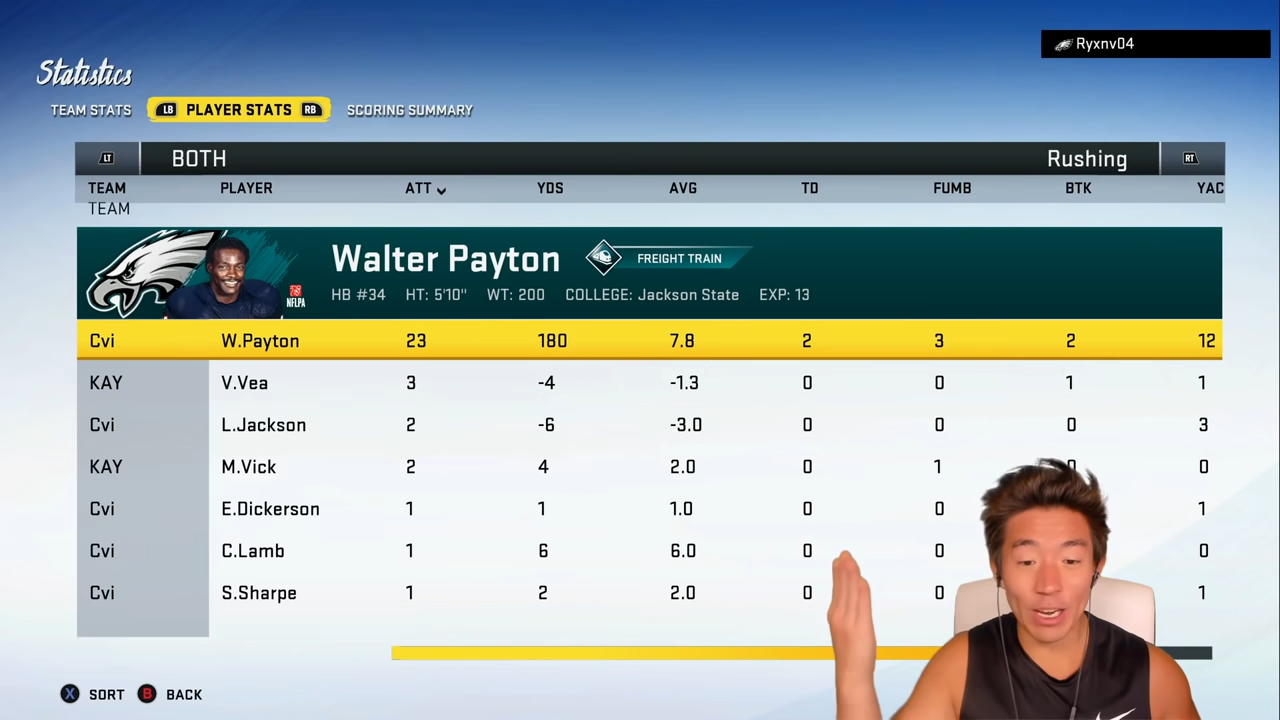 Ryxnv04
Statistics
TEAM STATS LB PLAYER STATS RB SCORING SUMMARY
LT BOTH Rushing RT
TEAM PLAYER ATT YDS AVG TD FUMB BTK YAC
TEAM
Walter Payton FREIGHT TRAIN
HB #34 HT: 5'10" WT: 200 COLLEGE: Jackson State EXP: 13
NFLPA
Cvi W.Payton 23 180 7.8 2 3 2 12
KAY V.Vea 3 -4 -1.3 0 0 1 1
Cvi L.Jackson 2 -6 -3.0 0 0 0 3
KAY M.Vick 2 4 2.0 0 1 0 0
Cvi E.Dickerson 1 1 1.0 0 0 1
Cvi C.Lamb 1 6 6.0 0 0 0
Cvi S.Sharpe 1 2 2.0 0 0 1
X SORT B BACK